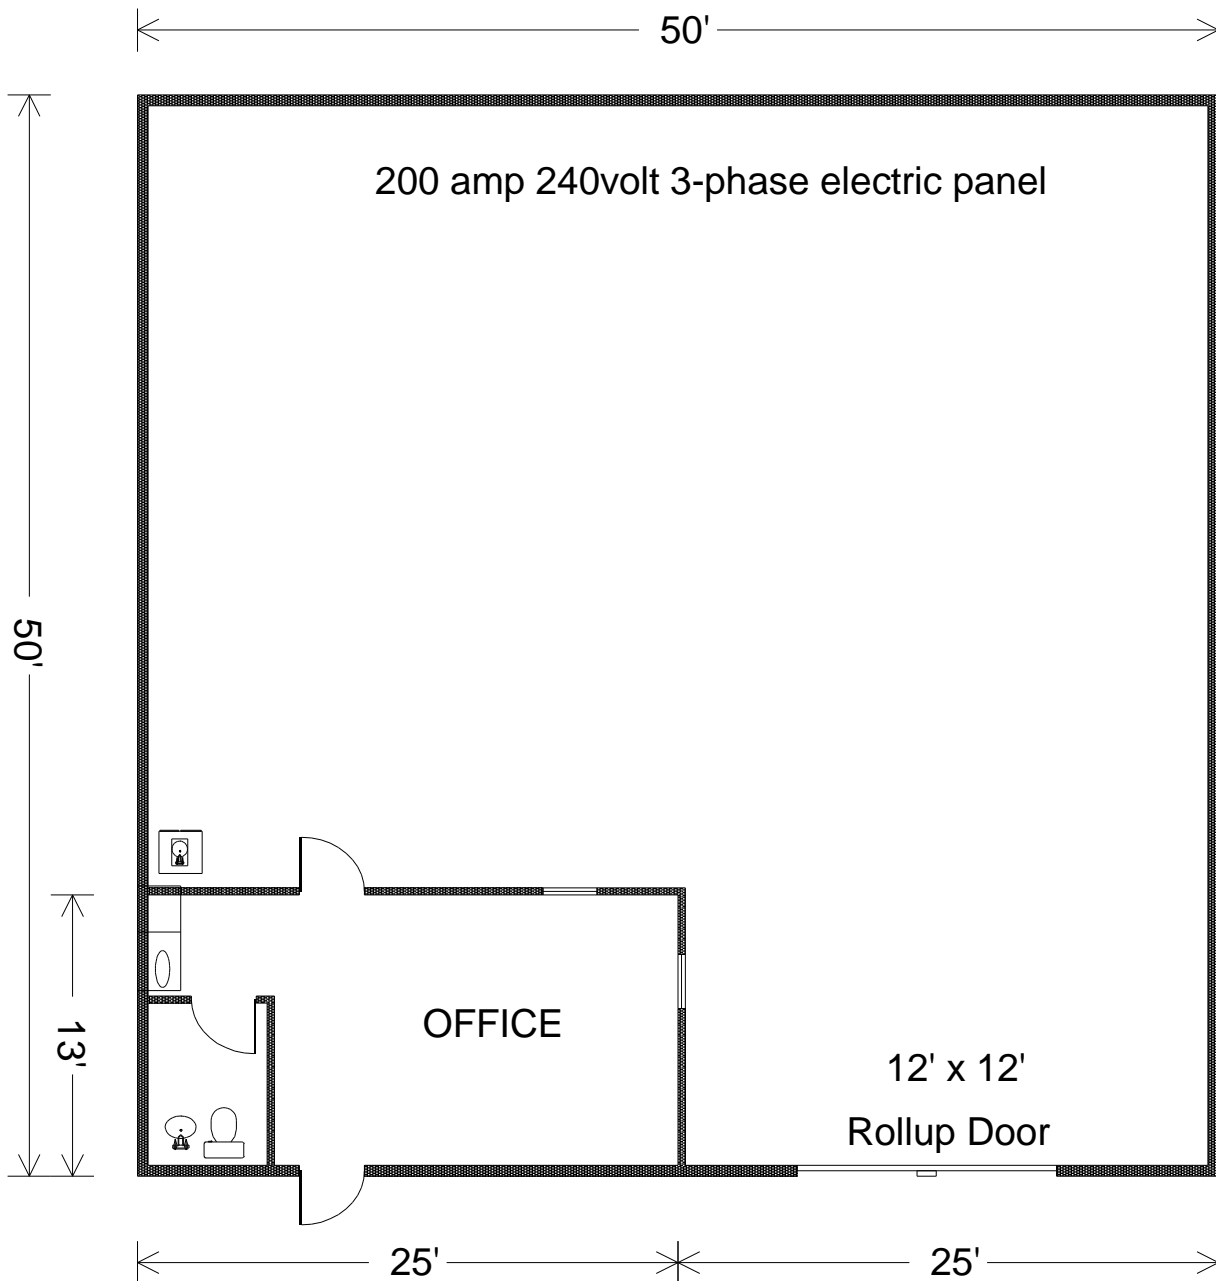 50'
200 amp 240volt 3-phase electric panel
50'
13'
OFFICE
12' x 12'
Rollup Door
25'
25'